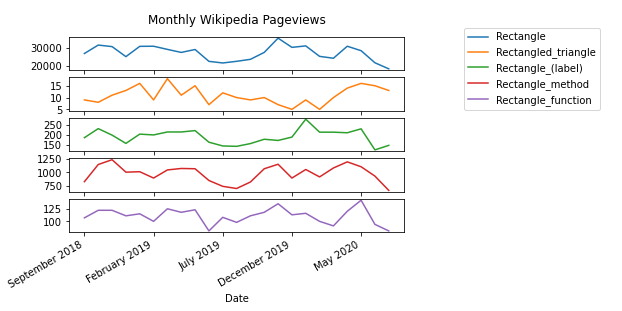 Monthly Wikipedia Pageviews
Rectangle
Rectangled_triangle
Rectangle_(label)
Rectangle_method
Rectangle_function
30000
20000
15
10
5
250
200
150
1250
1000
750
125
100
September 2018
February 2019
July 2019
December 2019
May 2020
Date